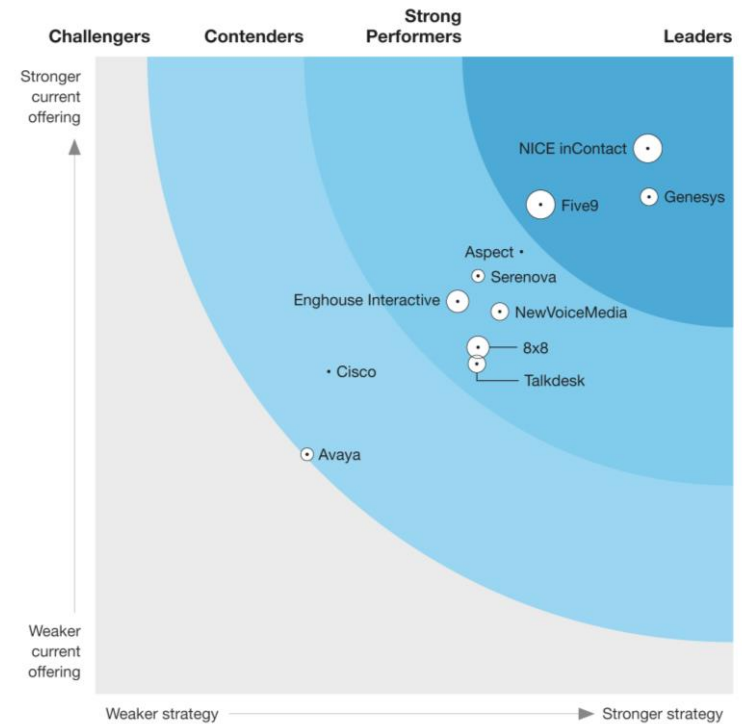 Challengers
Contenders
Strong
Performers
Leaders
Stronger
current
offering
NICE inContact
Genesys
Five9
Aspect
Serenova
Enghouse Interactive
NewVoiceMedia
8x8
Cisco
Talkdesk
Avaya
Weaker
current
offering
Weaker strategy
Stronger strategy